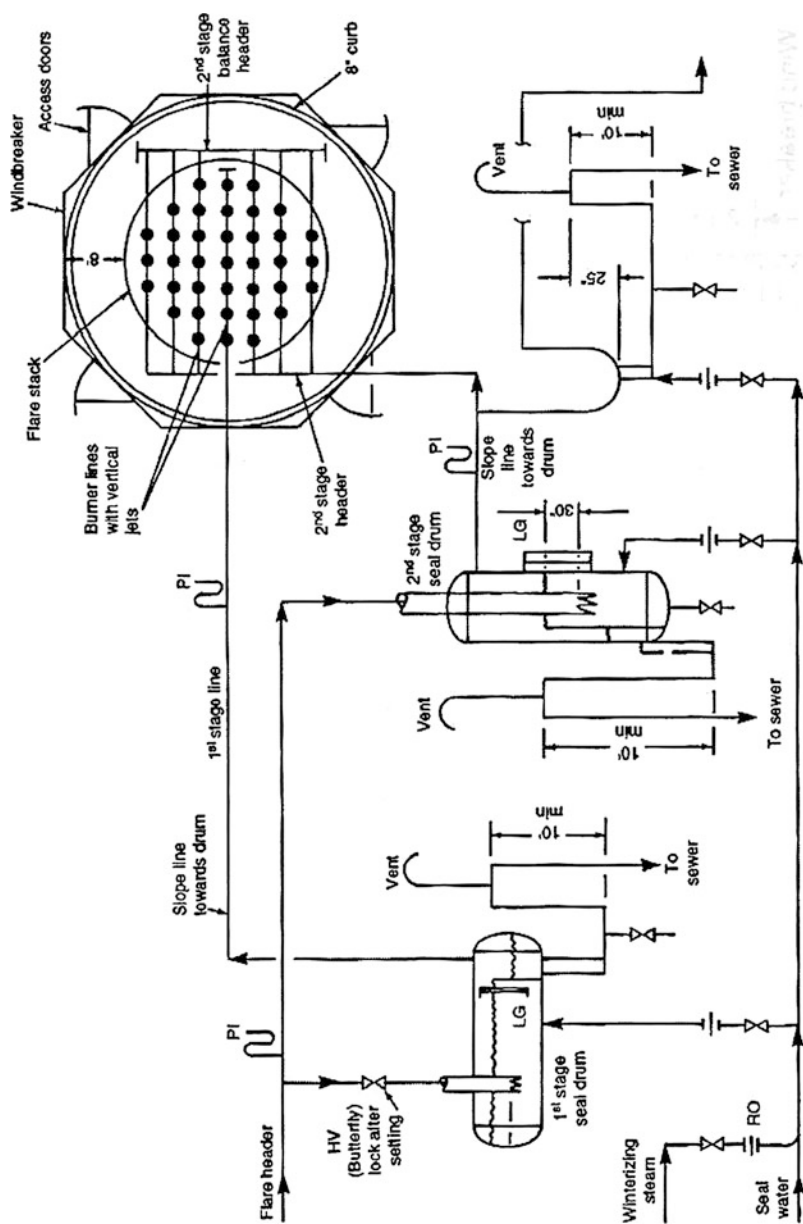 Windbreaker
Access doors
Flare stack
8'
2nd stage
balance
header
8" curb
Burner lines
with vertical
jets
2nd stage
header
PI
1st stage line
Slope line
towards drum
PI
Flare header
HV
(Butterfly)
lock after
setting
LG
1st stage
seal drum
Vent
10'
min
To
sewer
Vent
10'
min
To sewer
2nd stage
seal drum
LG
30"
PI
Slope
line
towards
drum
25"
Vent
10'
min
To
sewer
Winterizing
steam
RO
Seal
water